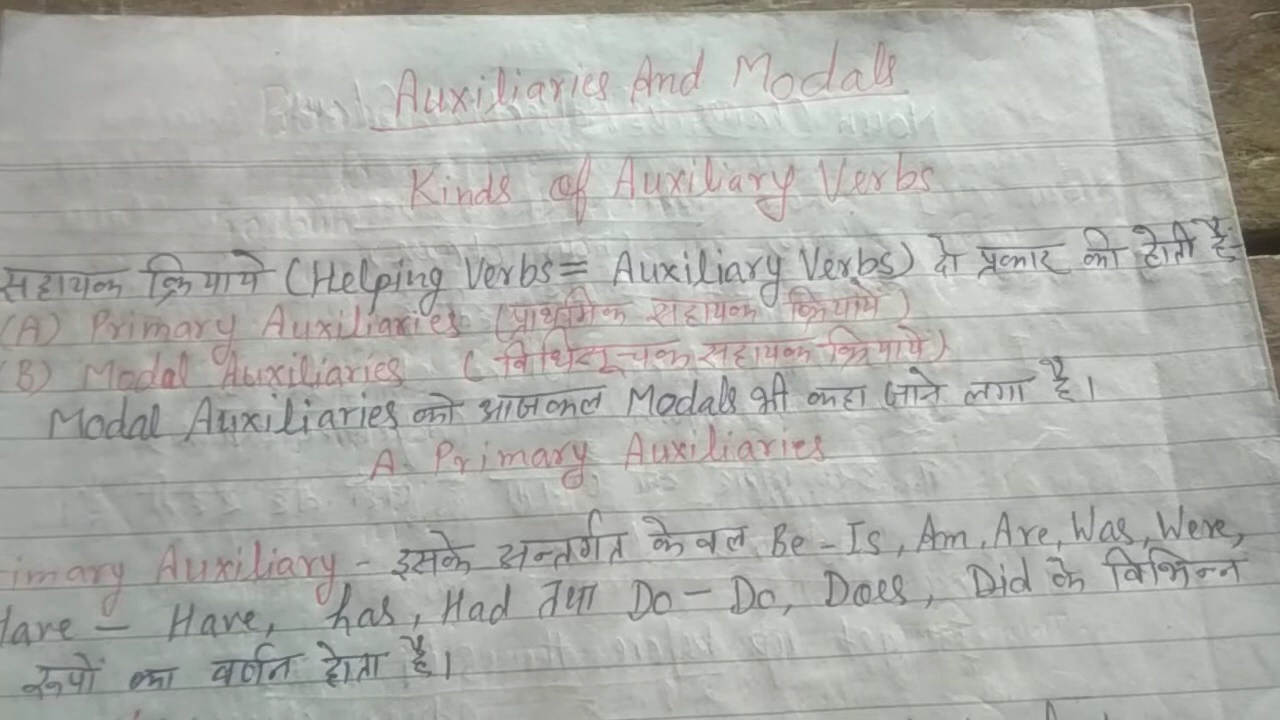 Auxiliaries And Modals
Kinds of Auxiliary Verbs
सहायक क्रियाये (Helping Verbs= Auxiliary Verbs) दो प्रकार की होती है-
(A) Primary Auxiliaries (प्राथमिक सहायक क्रियाये)
B) Modal Auxiliaries (विधिसूचक सहायक क्रियाये)
Modal Auxiliaries को आजकल Modals भी कहा जाने लगा है।
A. Primary Auxiliaries
imary Auxiliary - इसके अन्तर्गत केवल Be - Is, Am, Are, Was, Were,
Have - Have, has, Had तथा Do - Do, Does, Did के विभिन्न
रूपों का वर्णन होता है।